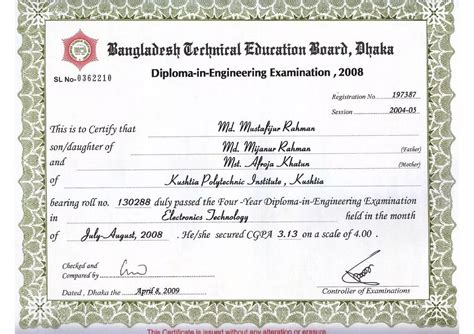 Bangladesh Technical Education Board, Dhaka
SL No-0362210
Diploma-in-Engineering Examination , 2008
Registration No. 197387
Session 2004-05
This is to Certify that Md. Mustafijur Rahman
son/daughter of Md. Mijanur Rahman (Father)
and Mst. Afroja Khatun (Mother)
of Kushtia Polytechnic Institute , Kushtia
bearing roll no. 130288 duly passed the Four -Year Diploma-in-Engineering Examination
in Electronics Technology held in the month
of July-August, 2008 .He/she secured CGPA 3.13 on a scale of 4.00 .
Checked and
Compared by
Dated , Dhaka the April 8, 2009
Controller of Examinations
This Certificate is issued without any alteration or erasure